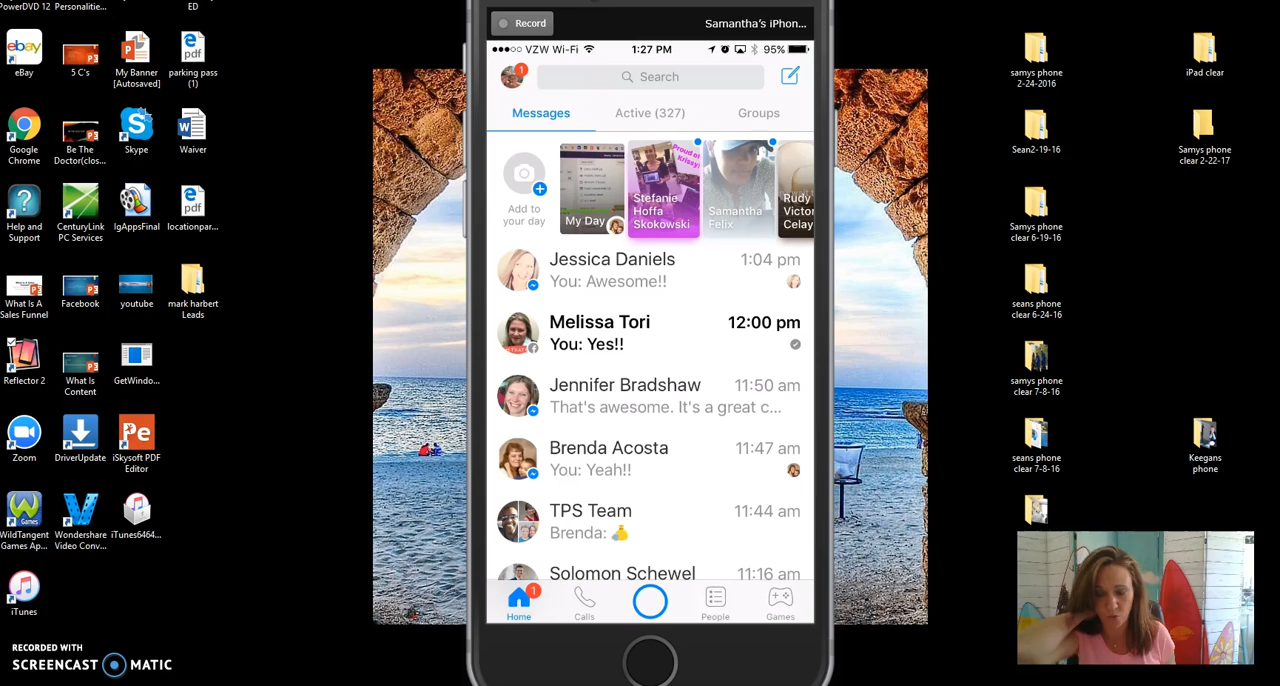 PowerDVD 12
Personalitie...
ED
eBay
5 C's
My Banner
[Autosaved]
parking pass
(1)
Google
Chrome
Be The
Doctor(clos...
Skype
Waiver
Help and
Support
CenturyLink
PC Services
IgAppsFinal
locationpar...
What Is A
Sales Funnel
Facebook
youtube
mark harbert
Leads
Reflector 2
What Is
Content
GetWindo...
Zoom
DriverUpdate
iSkysoft PDF
Editor
WildTangent
Games Ap...
Wondershare
Video Conv...
iTunes6464...
iTunes
RECORDED WITH
SCREENCAST MATIC
Record
Samantha's iPhon...
VZW Wi-Fi
1:27 PM
95%
1
Search
Messages
Active (327)
Groups
Add to
your day
My Day
Proud of
Krissy!
Stefanie
Hoffa
Skokowski
Samantha
Felix
Rudy
Victor
Celay
Jessica Daniels
1:04 pm
You: Awesome!!
Melissa Tori
12:00 pm
You: Yes!!
Jennifer Bradshaw
11:50 am
That's awesome. It's a great c...
Brenda Acosta
11:47 am
You: Yeah!!
TPS Team
11:44 am
Brenda: 💰
Solomon Schewel
11:16 am
1
Home
Calls
People
Games
samys phone
2-24-2016
iPad clear
Sean2-19-16
Samys phone
clear 2-22-17
Samys phone
clear 6-19-16
seans phone
clear 6-24-16
samys phone
clear 7-8-16
seans phone
clear 7-8-16
Keegans
phone